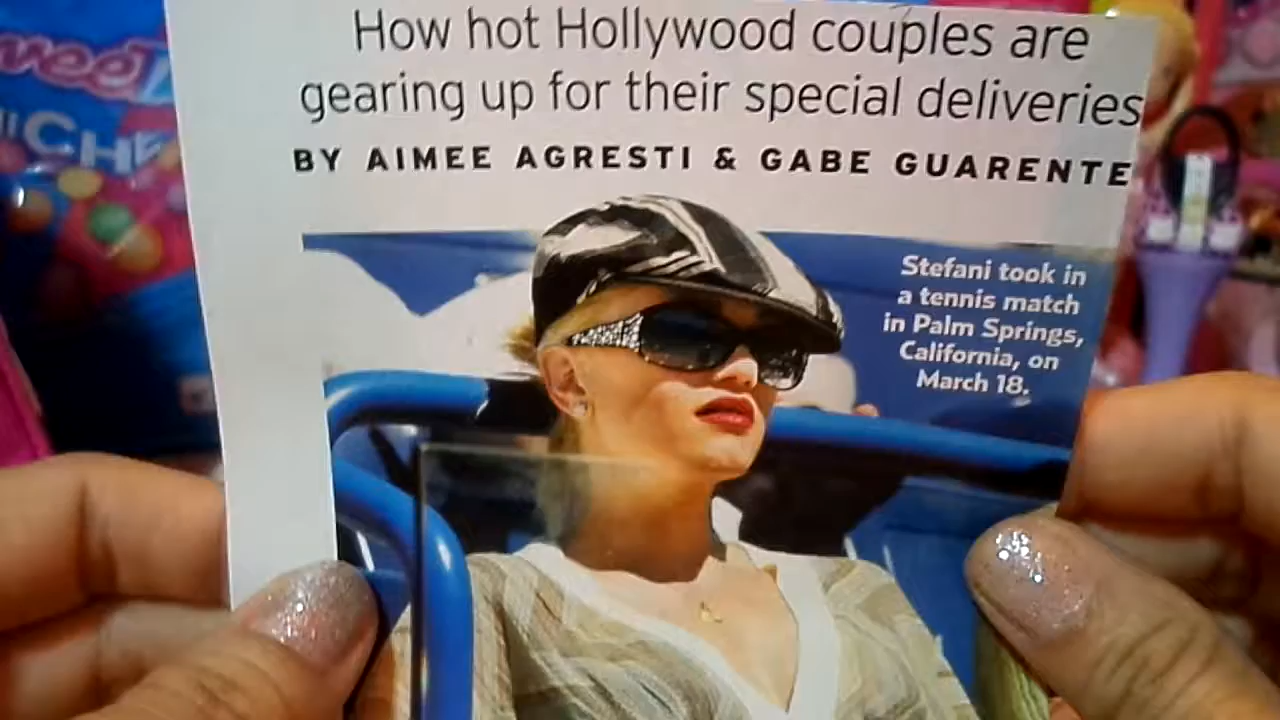 How hot Hollywood couples are
gearing up for their special deliveries
BY AIMEE AGRESTI & GABE GUARENTE
Stefani took in
a tennis match
in Palm Springs,
California, on
March 18.